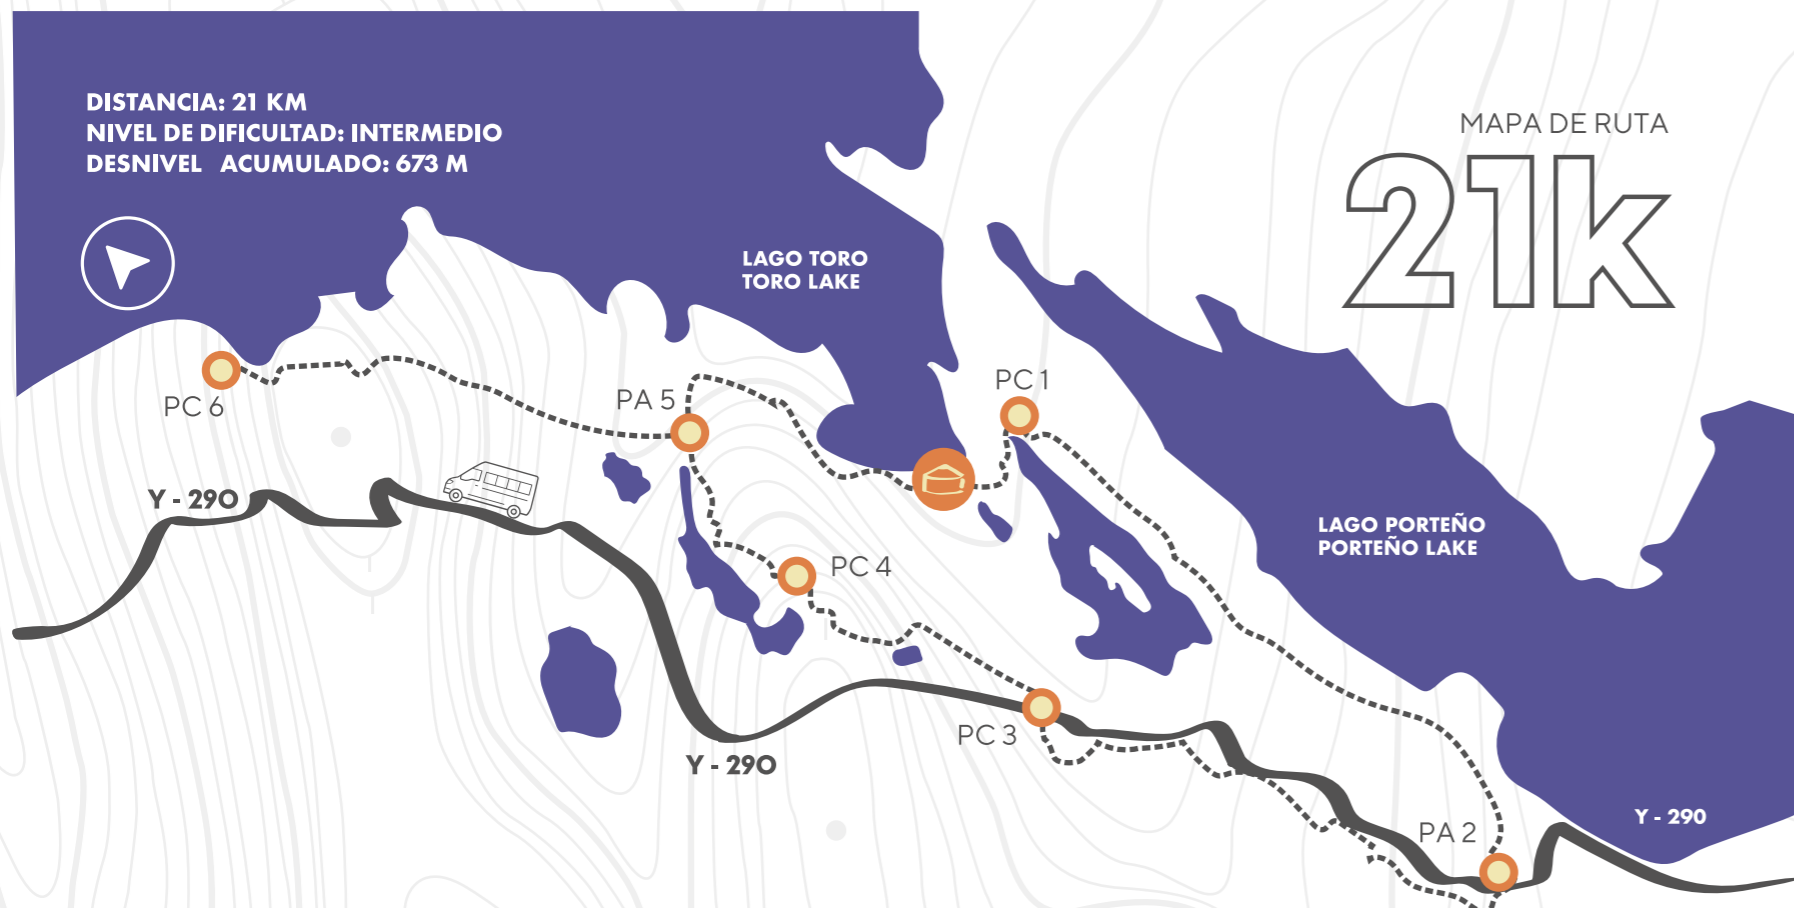 DISTANCIA: 21 KM
NIVEL DE DIFICULTAD: INTERMEDIO
DESNIVEL ACUMULADO: 673 M
MAPA DE RUTA
21k
LAGO TORO
TORO LAKE
PC 1
PC 6
PA 5
Y - 290
LAGO PORTEÑO
PORTEÑO LAKE
PC 4
PC 3
Y - 290
Y - 290
PA 2